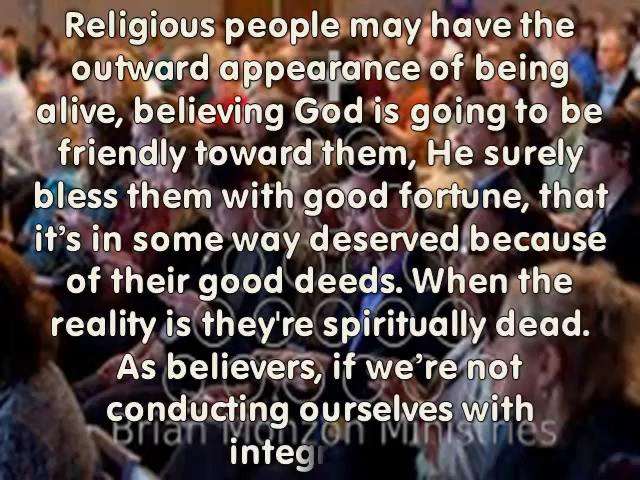 Religious people may have the
outward appearance of being
alive, believing God is going to be
friendly toward them, He surely
bless them with good fortune, that
it’s in some way deserved because
of their good deeds. When the
reality is they're spiritually dead.
As believers, if we’re not
conducting ourselves with
Brian Monzon Ministries
integr